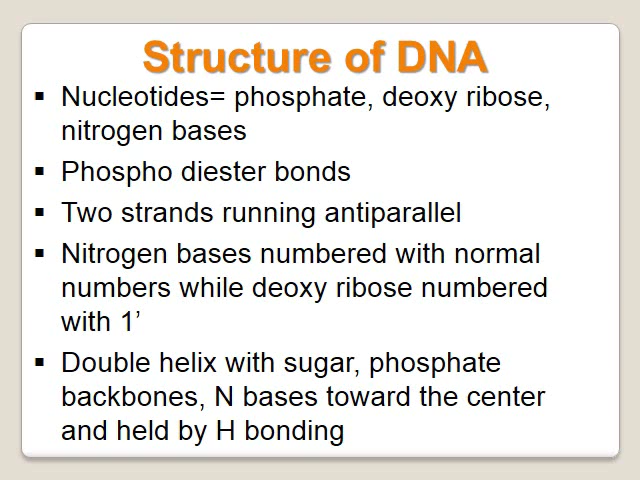 Structure of DNA
▪ Nucleotides= phosphate, deoxy ribose,
nitrogen bases
▪ Phospho diester bonds
▪ Two strands running antiparallel
▪ Nitrogen bases numbered with normal
numbers while deoxy ribose numbered
with 1’
▪ Double helix with sugar, phosphate
backbones, N bases toward the center
and held by H bonding